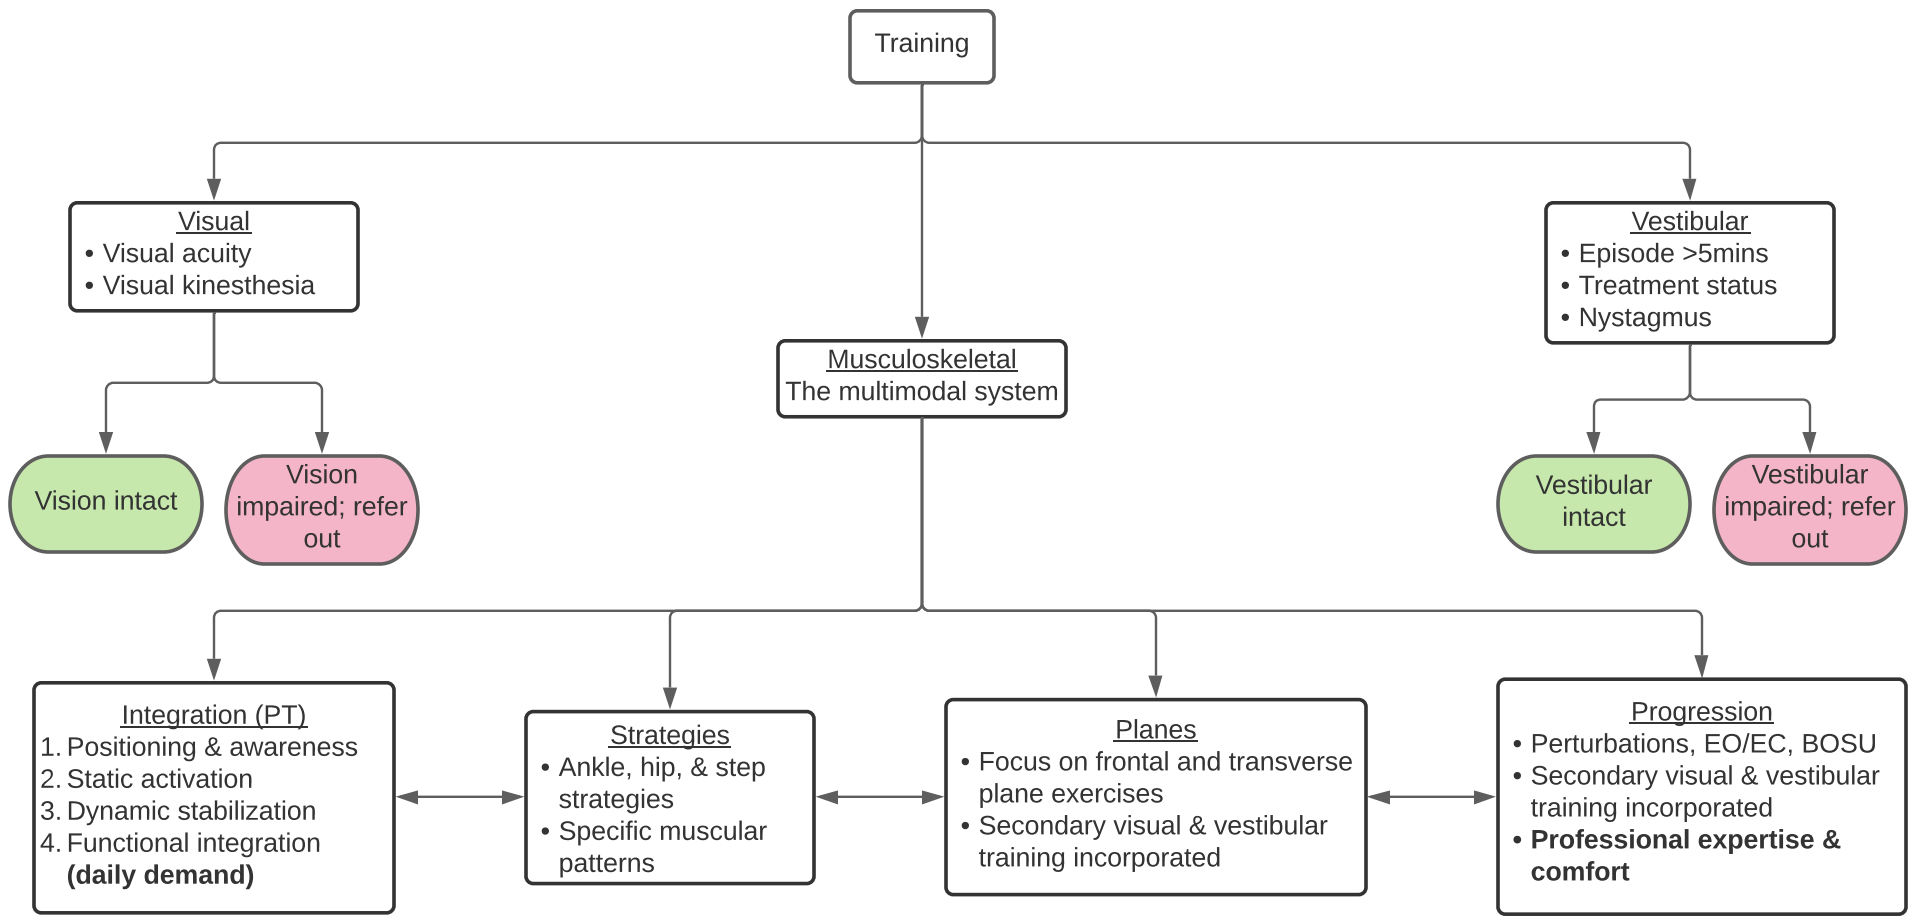 Training
Visual
• Visual acuity
• Visual kinesthesia
Vestibular
• Episode >5mins
• Treatment status
• Nystagmus
Musculoskeletal
The multimodal system
Vision intact
Vision
impaired; refer
out
Vestibular
intact
Vestibular
impaired; refer
out
Integration (PT)
1. Positioning & awareness
2. Static activation
3. Dynamic stabilization
4. Functional integration
(daily demand)
Strategies
• Ankle, hip, & step
strategies
• Specific muscular
patterns
Planes
• Focus on frontal and transverse
plane exercises
• Secondary visual & vestibular
training incorporated
Progression
• Perturbations, EO/EC, BOSU
• Secondary visual & vestibular
training incorporated
• Professional expertise &
comfort